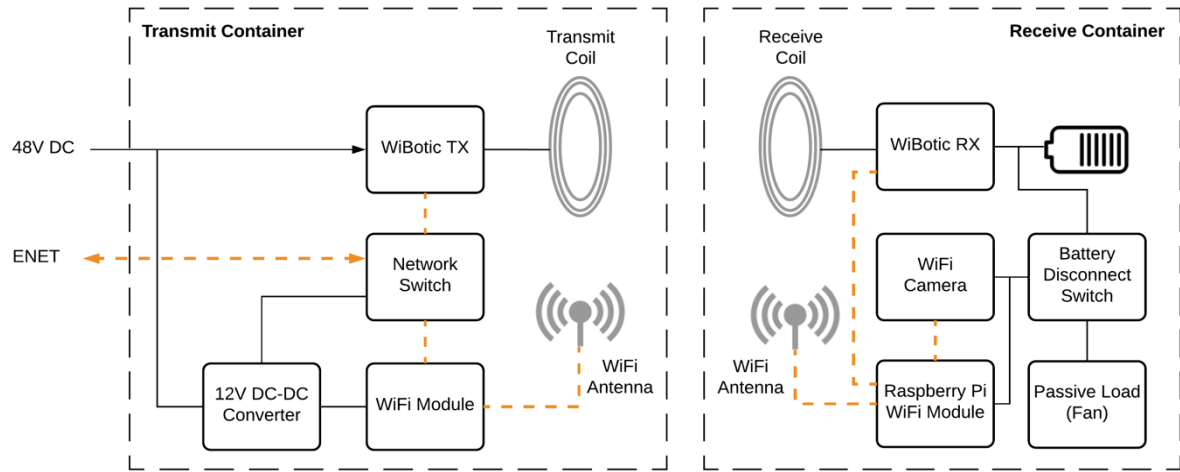 Transmit Container
Transmit
Coil
48V DC
WiBotic TX
ENET
Network
Switch
12V DC-DC
Converter
WiFi Module
WiFi
Antenna
Receive Container
Receive
Coil
WiBotic RX
WiFi
Camera
Battery
Disconnect
Switch
WiFi
Antenna
Raspberry Pi
WiFi Module
Passive Load
(Fan)